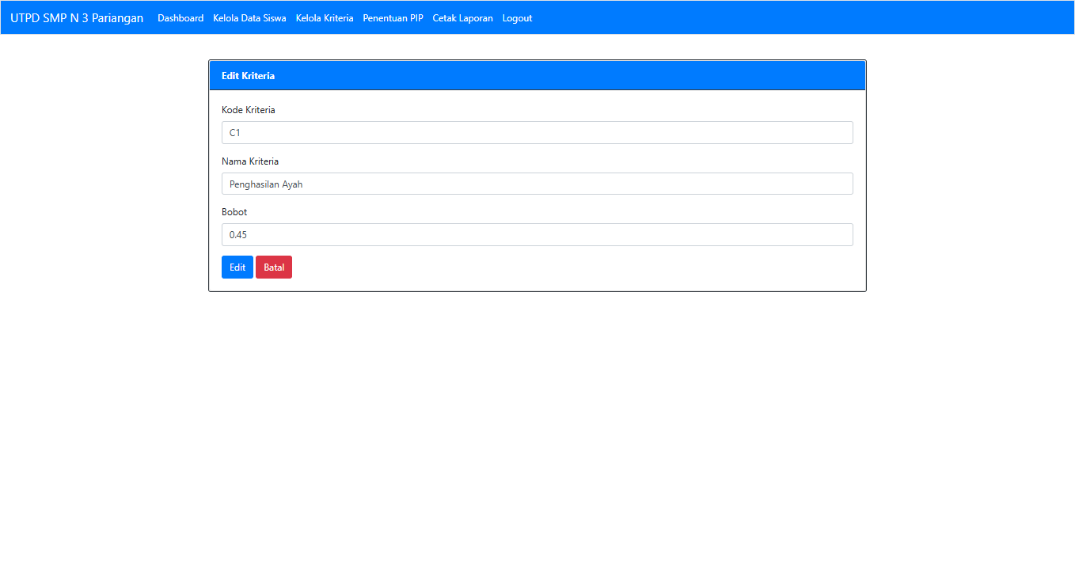 UTPD SMP N 3 Pariangan Dashboard Kelola Data Siswa Kelola Kriteria Penentuan PIP Cetak Laporan Logout
Edit Kriteria
Kode Kriteria
C1
Nama Kriteria
Penghasilan Ayah
Bobot
0.45
Edit Batal